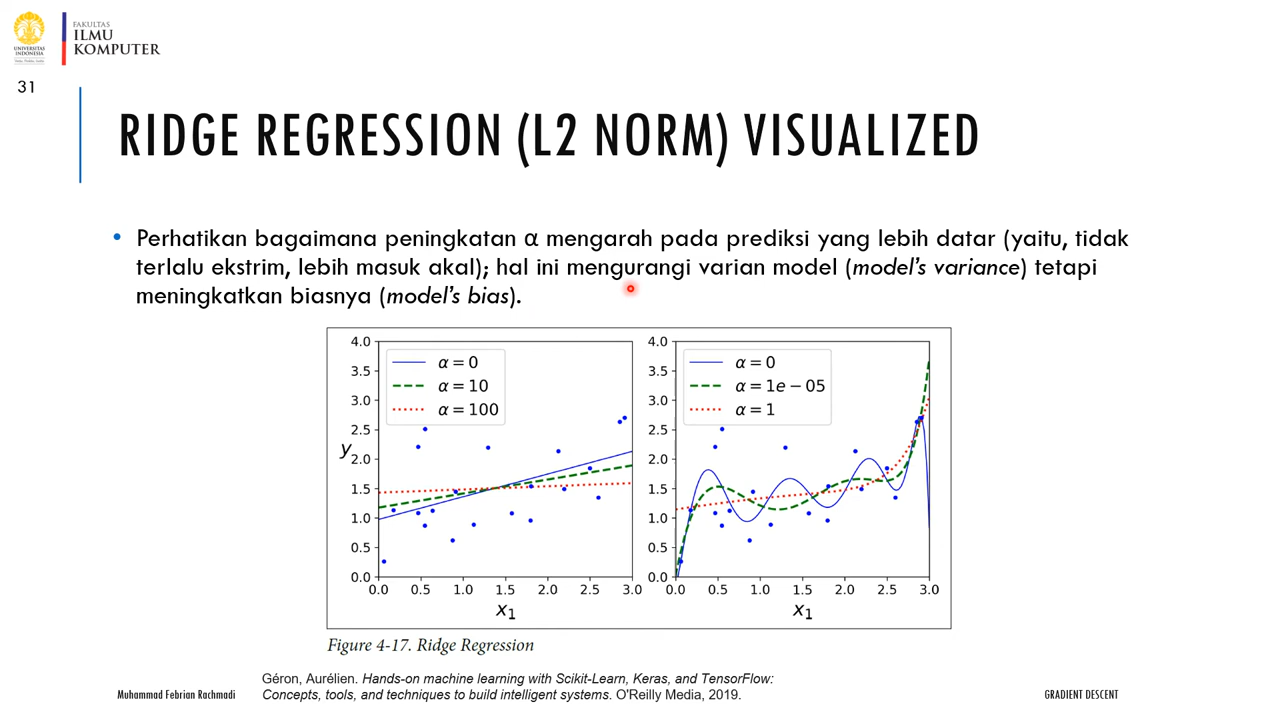 UNIVERSITAS
INDONESIA
FAKULTAS
ILMU
KOMPUTER
31
RIDGE REGRESSION (L2 NORM) VISUALIZED
• Perhatikan bagaimana peningkatan α mengarah pada prediksi yang lebih datar (yaitu, tidak
terlalu ekstrim, lebih masuk akal); hal ini mengurangi varian model (model's variance) tetapi
meningkatkan biasnya (model's bias).
4.0
3.5
3.0
2.5
2.0
1.5
1.0
0.5
0.0
y
α = 0
α = 10
α = 100
0.0 0.5 1.0 1.5 2.0 2.5 3.0
x₁
4.0
3.5
3.0
2.5
2.0
1.5
1.0
0.5
0.0
α = 0
α = 1e − 05
α = 1
0.0 0.5 1.0 1.5 2.0 2.5 3.0
x₁
Figure 4-17. Ridge Regression
Géron, Aurélien. Hands-on machine learning with Scikit-Learn, Keras, and TensorFlow:
Concepts, tools, and techniques to build intelligent systems. O'Reilly Media, 2019.
Muhammad Febrian Rachmadi
GRADIENT DESCENT